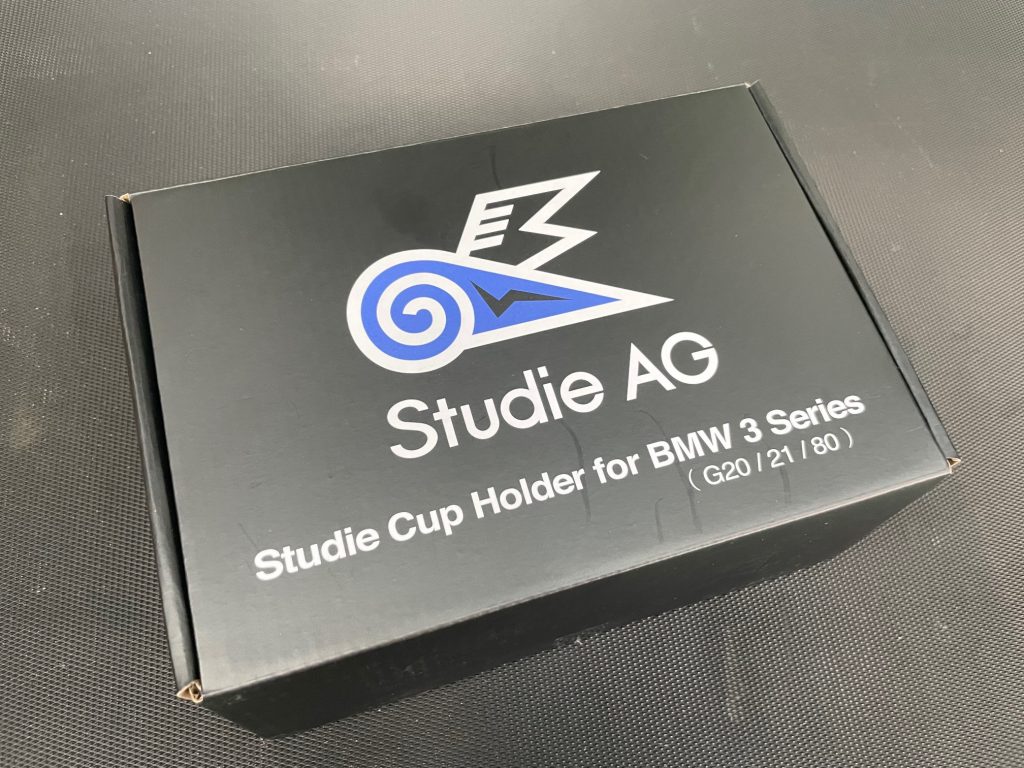 Studie AG
Studie Cup Holder for BMW 3 Series
( G20 / 21 / 80 )